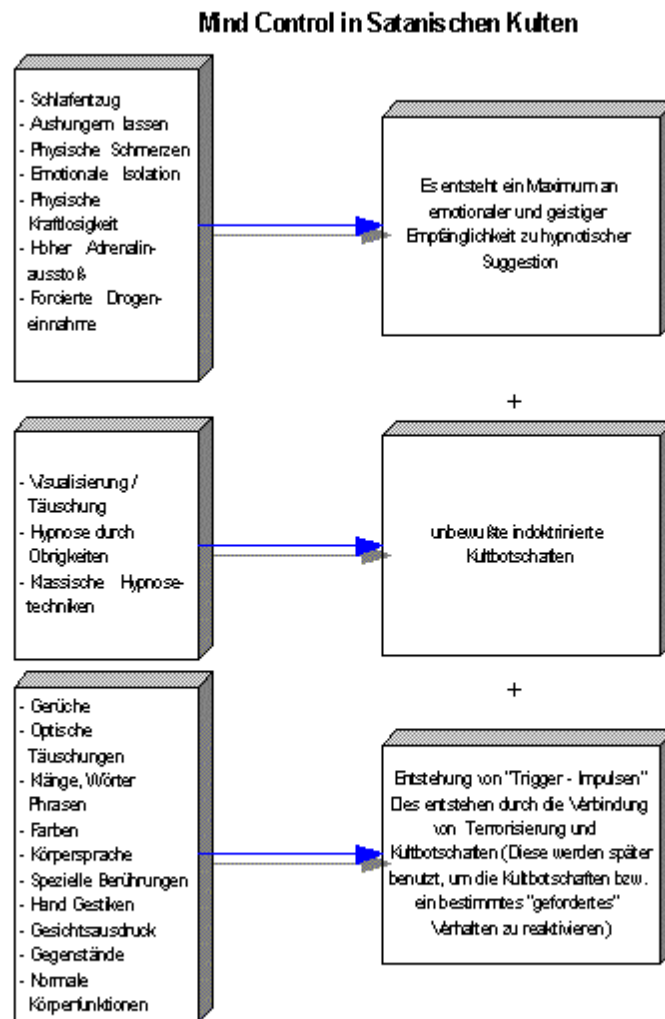 Mind Control in Satanischen Kulten
- Schlafentzug
- Aushungern lassen
- Physische Schmerzen
- Emotionale Isolation
- Physische
Kraftlosigkeit
- Hoher Adrenalin-
ausstoß
- Forcierte Drogen-
einnahme
Es entsteht ein Maximum an
emotionaler und geistiger
Empfänglichkeit zu hypnotischer
Suggestion
+
- Visualisierung /
Täuschung
- Hypnose durch
Obrigkeiten
- Klassische Hypnose-
techniken
unbewußte indoktrinierte
Kultbotschaften
+
- Gerüche
- Optische
Täuschungen
- Klänge, Wörter
Phrasen
- Farben
- Körpersprache
- Spezielle Berührungen
- Hand Gestiken
- Gesichtsausdruck
- Gegenstände
- Normale
Körperfunktionen
Entstehung von "Trigger - Impulsen"
Dies entstehen durch die Verbindung
von Terrorisierung und
Kultbotschaften (Diese werden später
benutzt, um die Kultbotschaften bzw.
ein bestimmtes "gefordertes"
Verhalten zu reaktivieren)